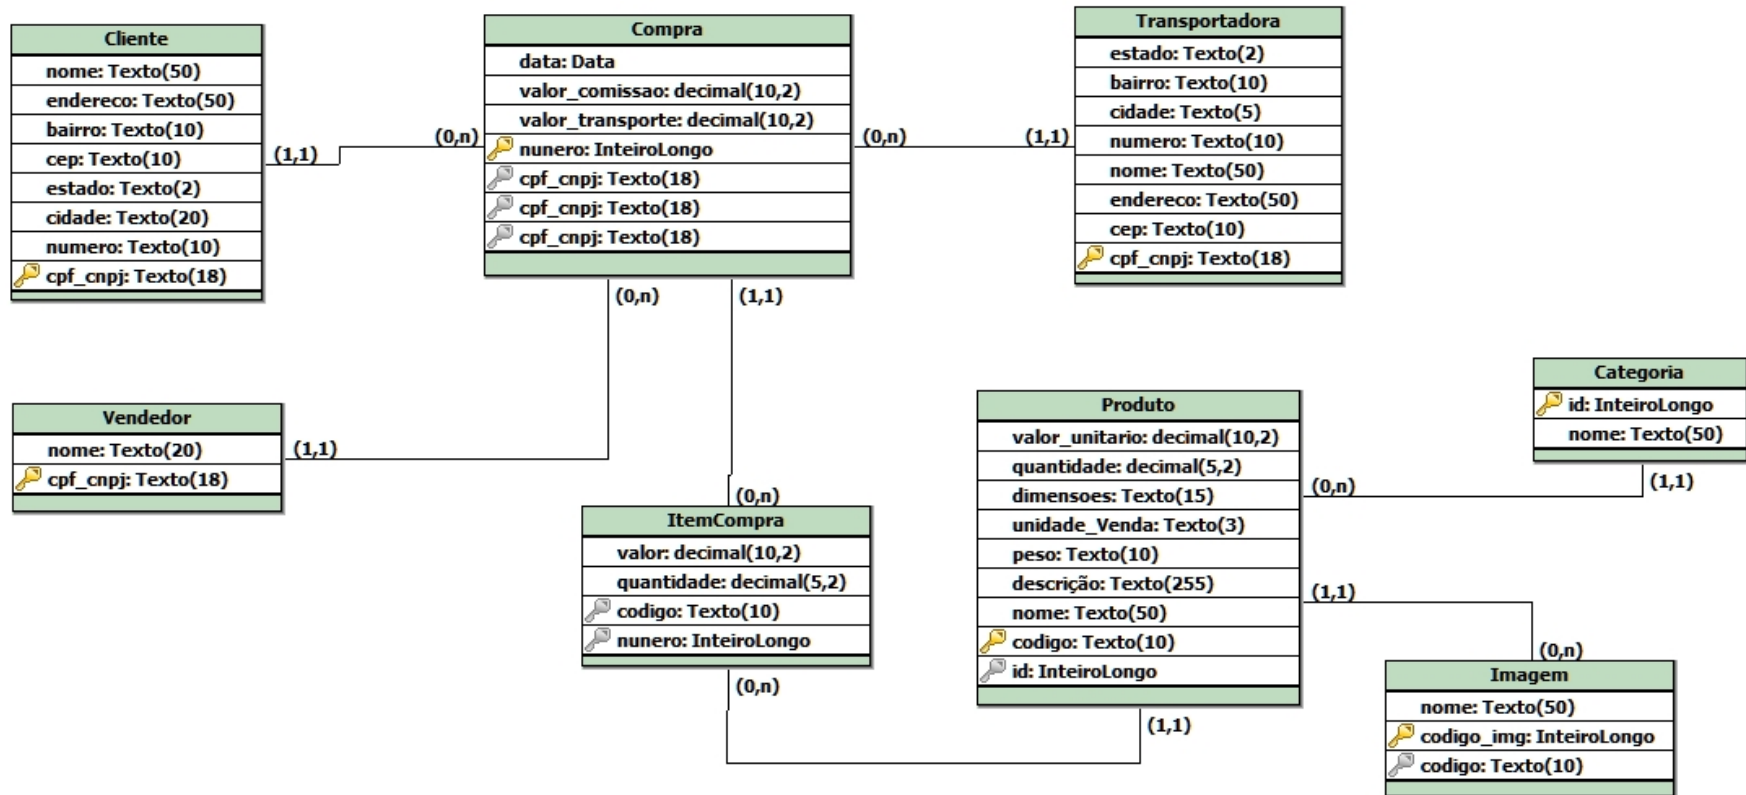 Cliente
nome: Texto(50)
endereco: Texto(50)
bairro: Texto(10)
cep: Texto(10)
estado: Texto(2)
cidade: Texto(20)
numero: Texto(10)
cpf_cnpj: Texto(18)
(1,1)
(0,n)
Compra
data: Data
valor_comissao: decimal(10,2)
valor_transporte: decimal(10,2)
nunero: InteiroLongo
cpf_cnpj: Texto(18)
cpf_cnpj: Texto(18)
cpf_cnpj: Texto(18)
(0,n)
(1,1)
Transportadora
estado: Texto(2)
bairro: Texto(10)
cidade: Texto(5)
numero: Texto(10)
nome: Texto(50)
endereco: Texto(50)
cep: Texto(10)
cpf_cnpj: Texto(18)
(0,n)
(1,1)
Vendedor
nome: Texto(20)
cpf_cnpj: Texto(18)
(1,1)
(0,n)
ItemCompra
valor: decimal(10,2)
quantidade: decimal(5,2)
codigo: Texto(10)
nunero: InteiroLongo
(0,n)
Produto
valor_unitario: decimal(10,2)
quantidade: decimal(5,2)
dimensoes: Texto(15)
unidade_Venda: Texto(3)
peso: Texto(10)
descrição: Texto(255)
nome: Texto(50)
codigo: Texto(10)
id: InteiroLongo
(1,1)
(0,n)
(1,1)
Categoria
id: InteiroLongo
nome: Texto(50)
(1,1)
(0,n)
Imagem
nome: Texto(50)
codigo_img: InteiroLongo
codigo: Texto(10)